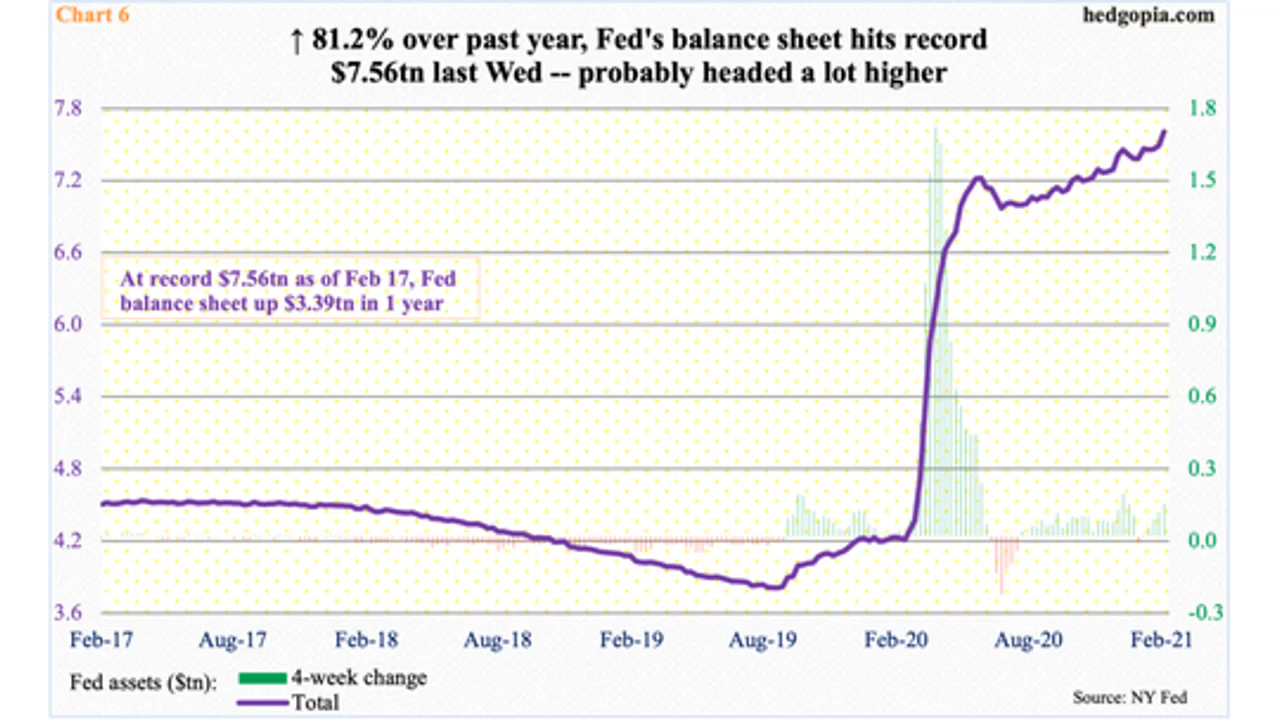 Chart 6
hedgopia.com
↑ 81.2% over past year, Fed's balance sheet hits record
$7.56tn last Wed -- probably headed a lot higher
7.8
7.2
6.6
6.0
5.4
4.8
4.2
3.6
1.8
1.5
1.2
0.9
0.6
0.3
0.0
-0.3
At record $7.56tn as of Feb 17, Fed
balance sheet up $3.39tn in 1 year
Feb-17 Aug-17 Feb-18 Aug-18 Feb-19 Aug-19 Feb-20 Aug-20 Feb-21
Fed assets ($tn):
4-week change
Total
Source: NY Fed